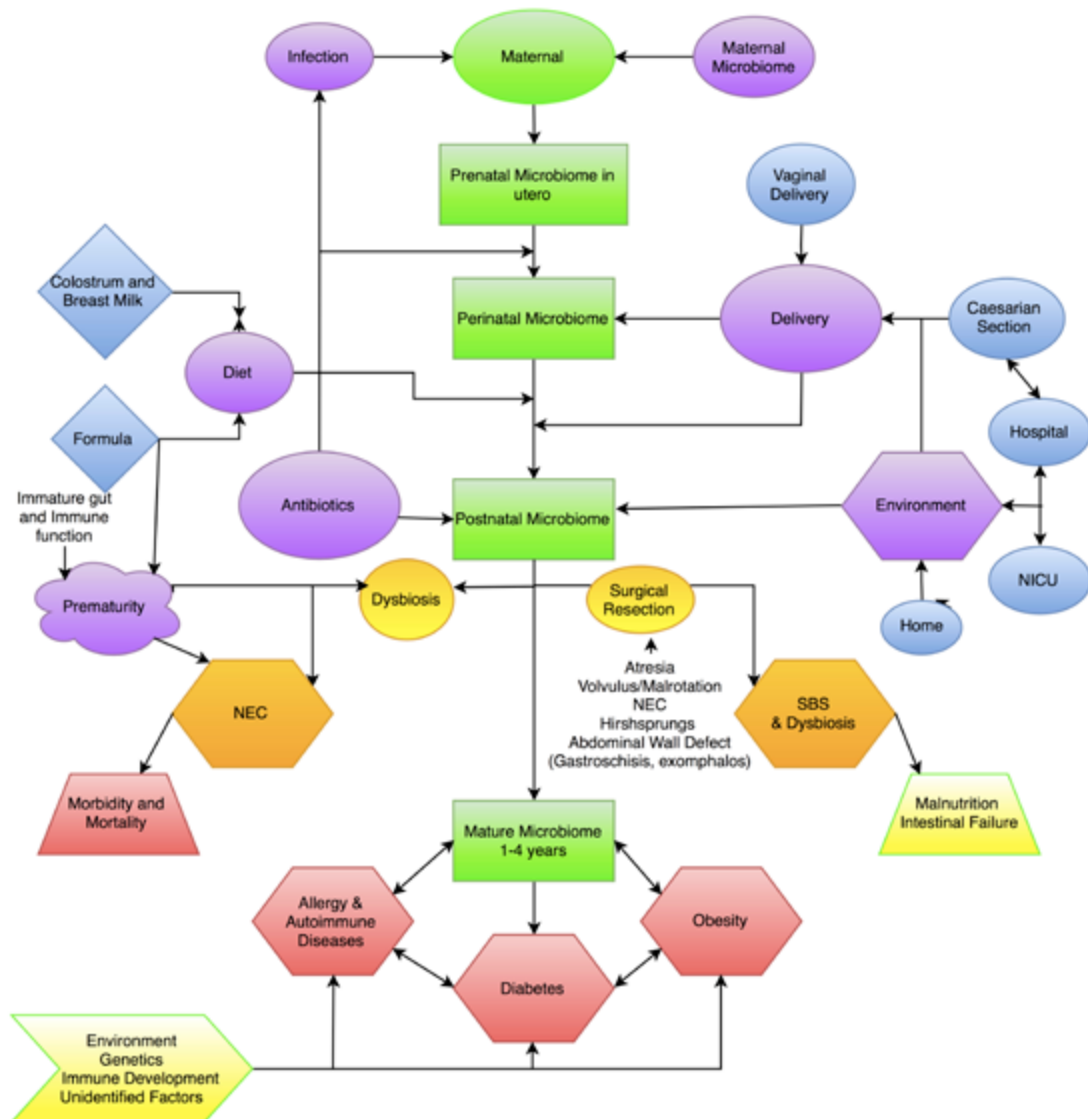 Infection
Maternal
Maternal
Microbiome
Prenatal Microbiome in
utero
Vaginal
Delivery
Colostrum and
Breast Milk
Perinatal Microbiome
Delivery
Caesarian
Section
Diet
Formula
Hospital
Immature gut
and Immune
function
Antibiotics
Postnatal Microbiome
Environment
NICU
Prematurity
Dysbiosis
Surgical
Resection
Home
Atresia
Volvulus/Malrotation
NEC
Hirshsprungs
Abdominal Wall Defect
(Gastroschisis, exomphalos)
NEC
SBS
& Dysbiosis
Morbidity and
Mortality
Malnutrition
Intestinal Failure
Mature Microbiome
1-4 years
Allergy &
Autoimmune
Diseases
Obesity
Diabetes
Environment
Genetics
Immune Development
Unidentified Factors